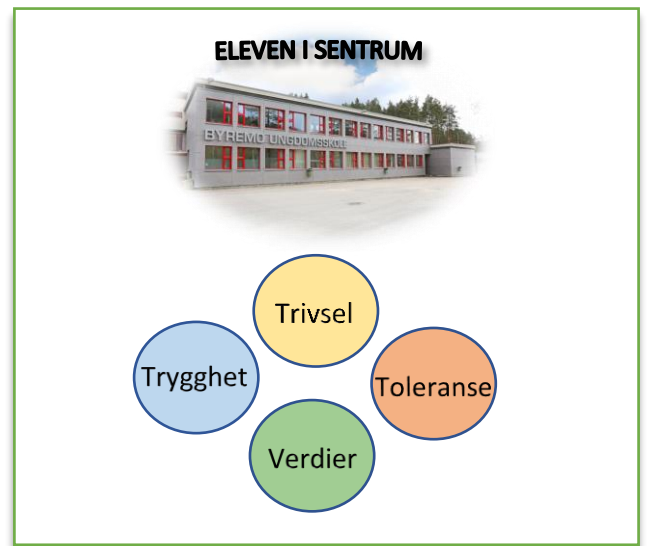 ELEVEN I SENTRUM
BYREMO UNGDOMSSKOLE
Trivsel
Trygghet
Toleranse
Verdier